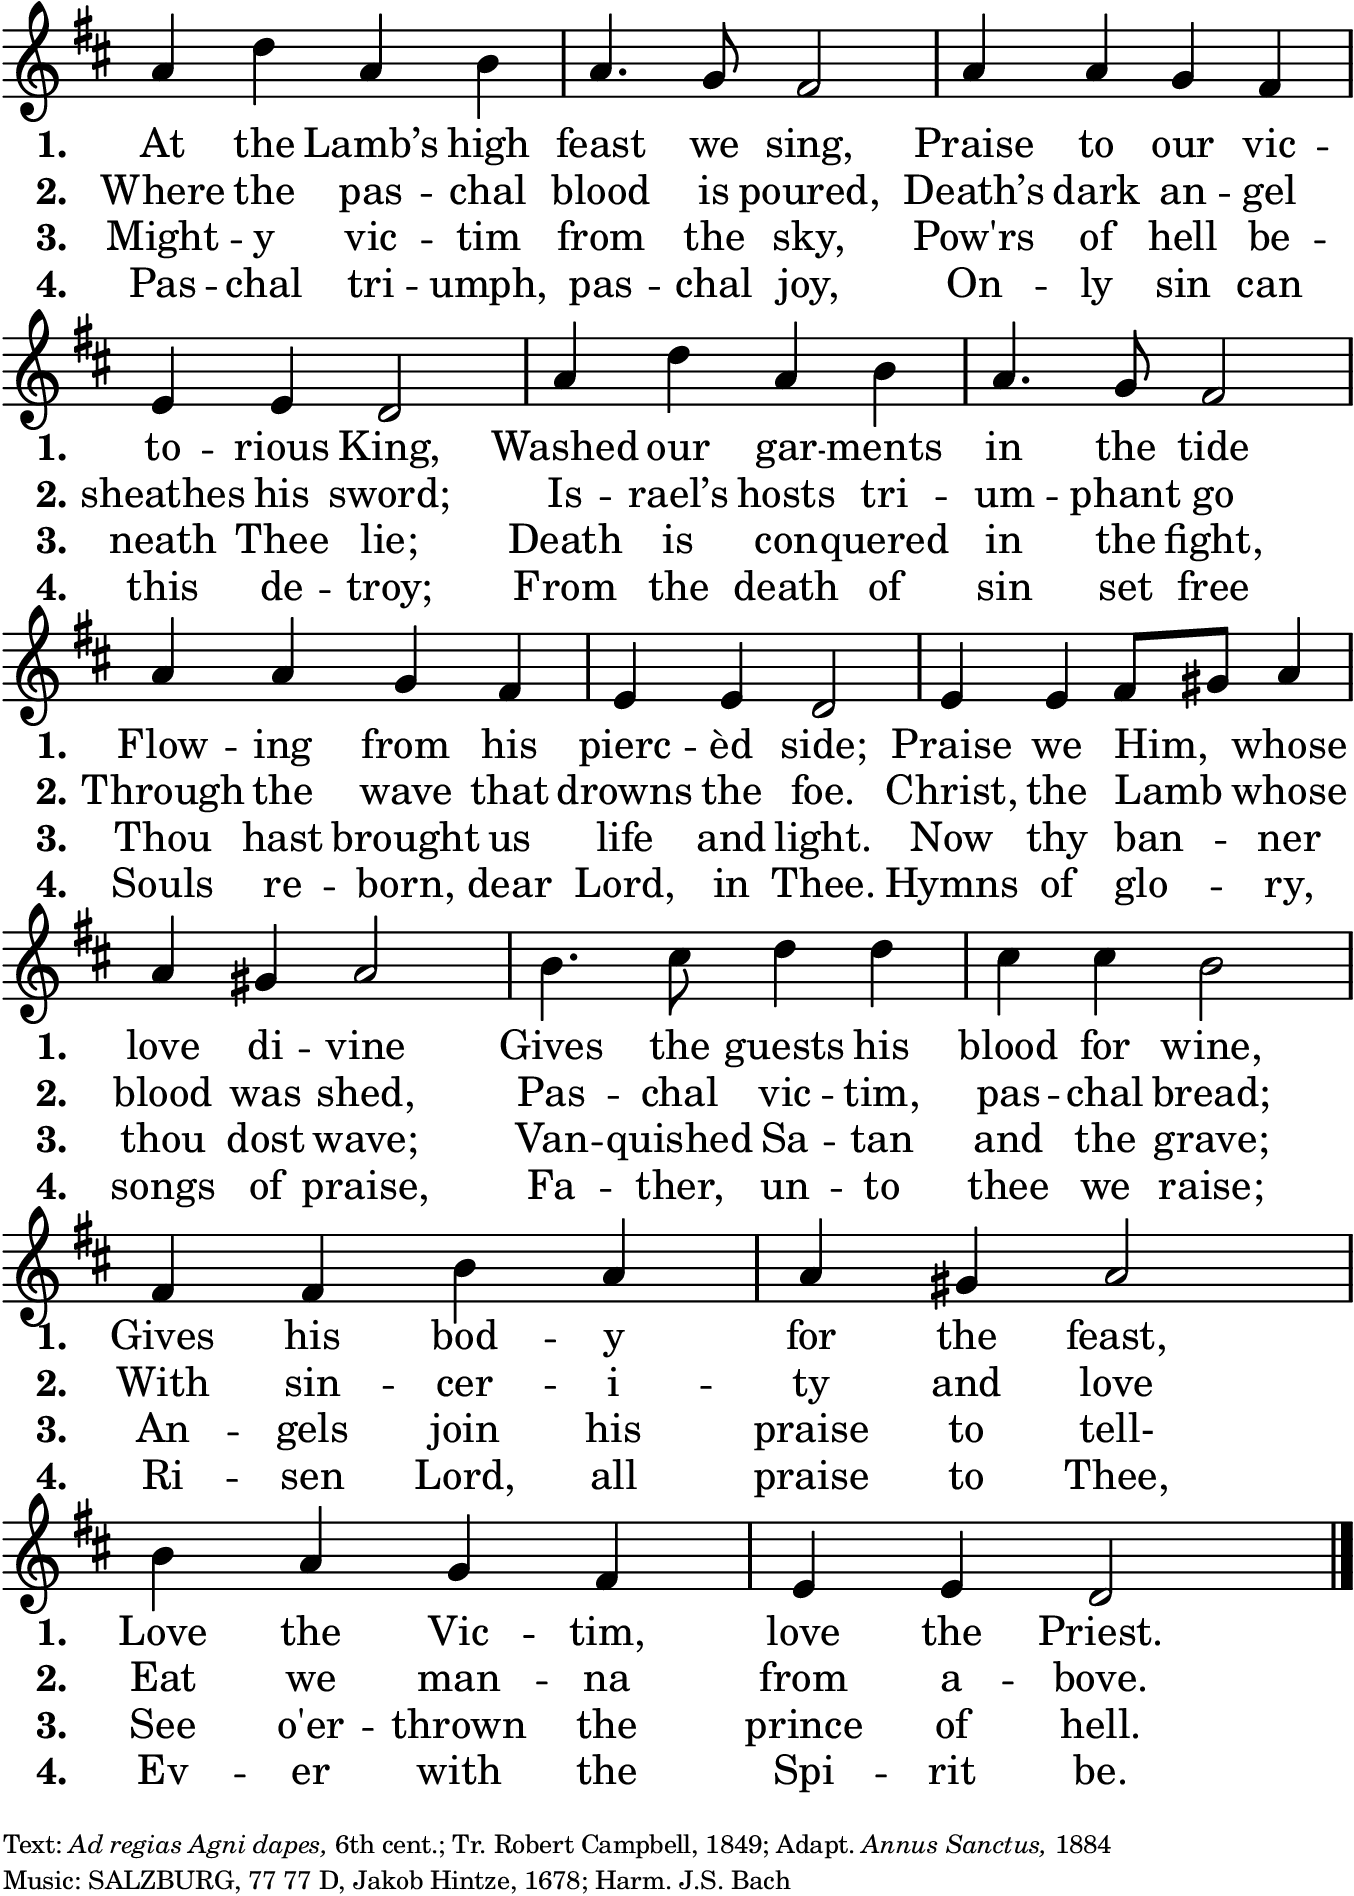 1. At the Lamb’s high feast we sing, Praise to our vic -
2. Where the pas - chal blood is poured, Death’s dark an - gel
3. Might - y vic - tim from the sky, Pow'rs of hell be -
4. Pas - chal tri - umph, pas - chal joy, On - ly sin can
1. to - rious King, Washed our gar - ments in the tide
2. sheathes his sword; Is - rael’s hosts tri - um - phant go
3. neath Thee lie; Death is conquered in the fight,
4. this de - troy; From the death of sin set free
1. Flow - ing from his pierc - èd side; Praise we Him, whose
2. Through the wave that drowns the foe. Christ, the Lamb whose
3. Thou hast brought us life and light. Now thy ban - ner
4. Souls re - born, dear Lord, in Thee. Hymns of glo - ry,
1. love di - vine Gives the guests his blood for wine,
2. blood was shed, Pas - chal vic - tim, pas - chal bread;
3. thou dost wave; Van - quished Sa - tan and the grave;
4. songs of praise, Fa - ther, un - to thee we raise;
1. Gives his bod - y for the feast,
2. With sin - cer - i - ty and love
3. An - gels join his praise to tell-
4. Ri - sen Lord, all praise to Thee,
1. Love the Vic - tim, love the Priest.
2. Eat we man - na from a - bove.
3. See o'er - thrown the prince of hell.
4. Ev - er with the Spi - rit be.
Text: Ad regias Agni dapes, 6th cent.; Tr. Robert Campbell, 1849; Adapt. Annus Sanctus, 1884
Music: SALZBURG, 77 77 D, Jakob Hintze, 1678; Harm. J.S. Bach